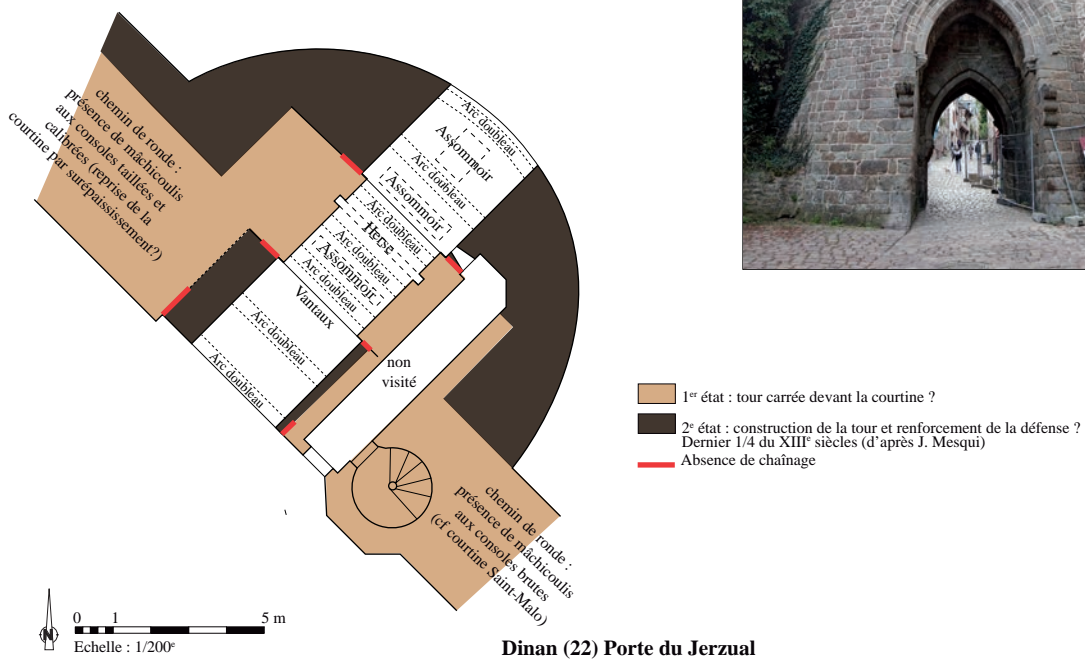 chemin de ronde :
présence de mâchicoulis
aux consoles taillées et
calibrées (reprise de la
courtine par surépaississement?)
Arc doubleau
Assommoir
Arc doubleau
Assommoir
Arc doubleau
Herse
Arc doubleau
Assommoir
Arc doubleau
Vantaux
Arc doubleau
Arc doubleau
non
visité
chemin de ronde :
présence de mâchicoulis
aux consoles brutes
(cf courtine Saint-Malo)
1er état : tour carrée devant la courtine ?
2e état : construction de la tour et renforcement de la défense ?
Dernier 1/4 du XIIIe siècles (d'après J. Mesqui)
Absence de chaînage
N
0 1 5 m
Echelle : 1/200e
Dinan (22) Porte du Jerzual